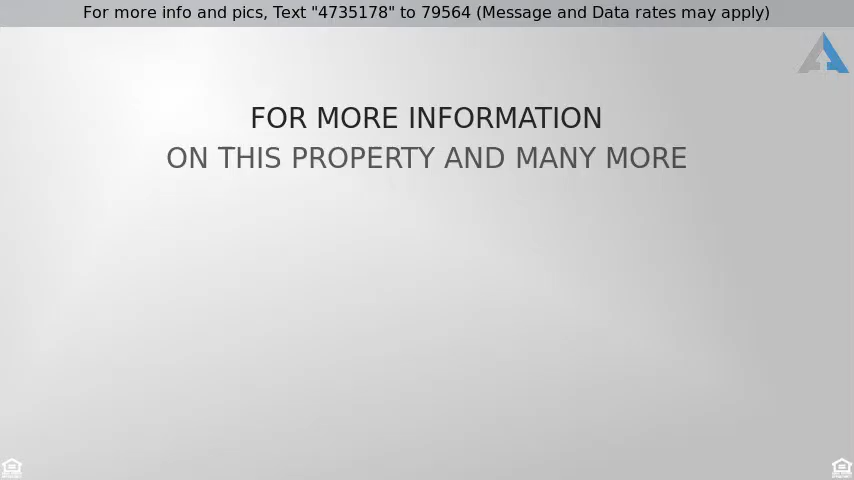 For more info and pics, Text "4735178" to 79564 (Message and Data rates may apply)
FOR MORE INFORMATION
ON THIS PROPERTY AND MANY MORE